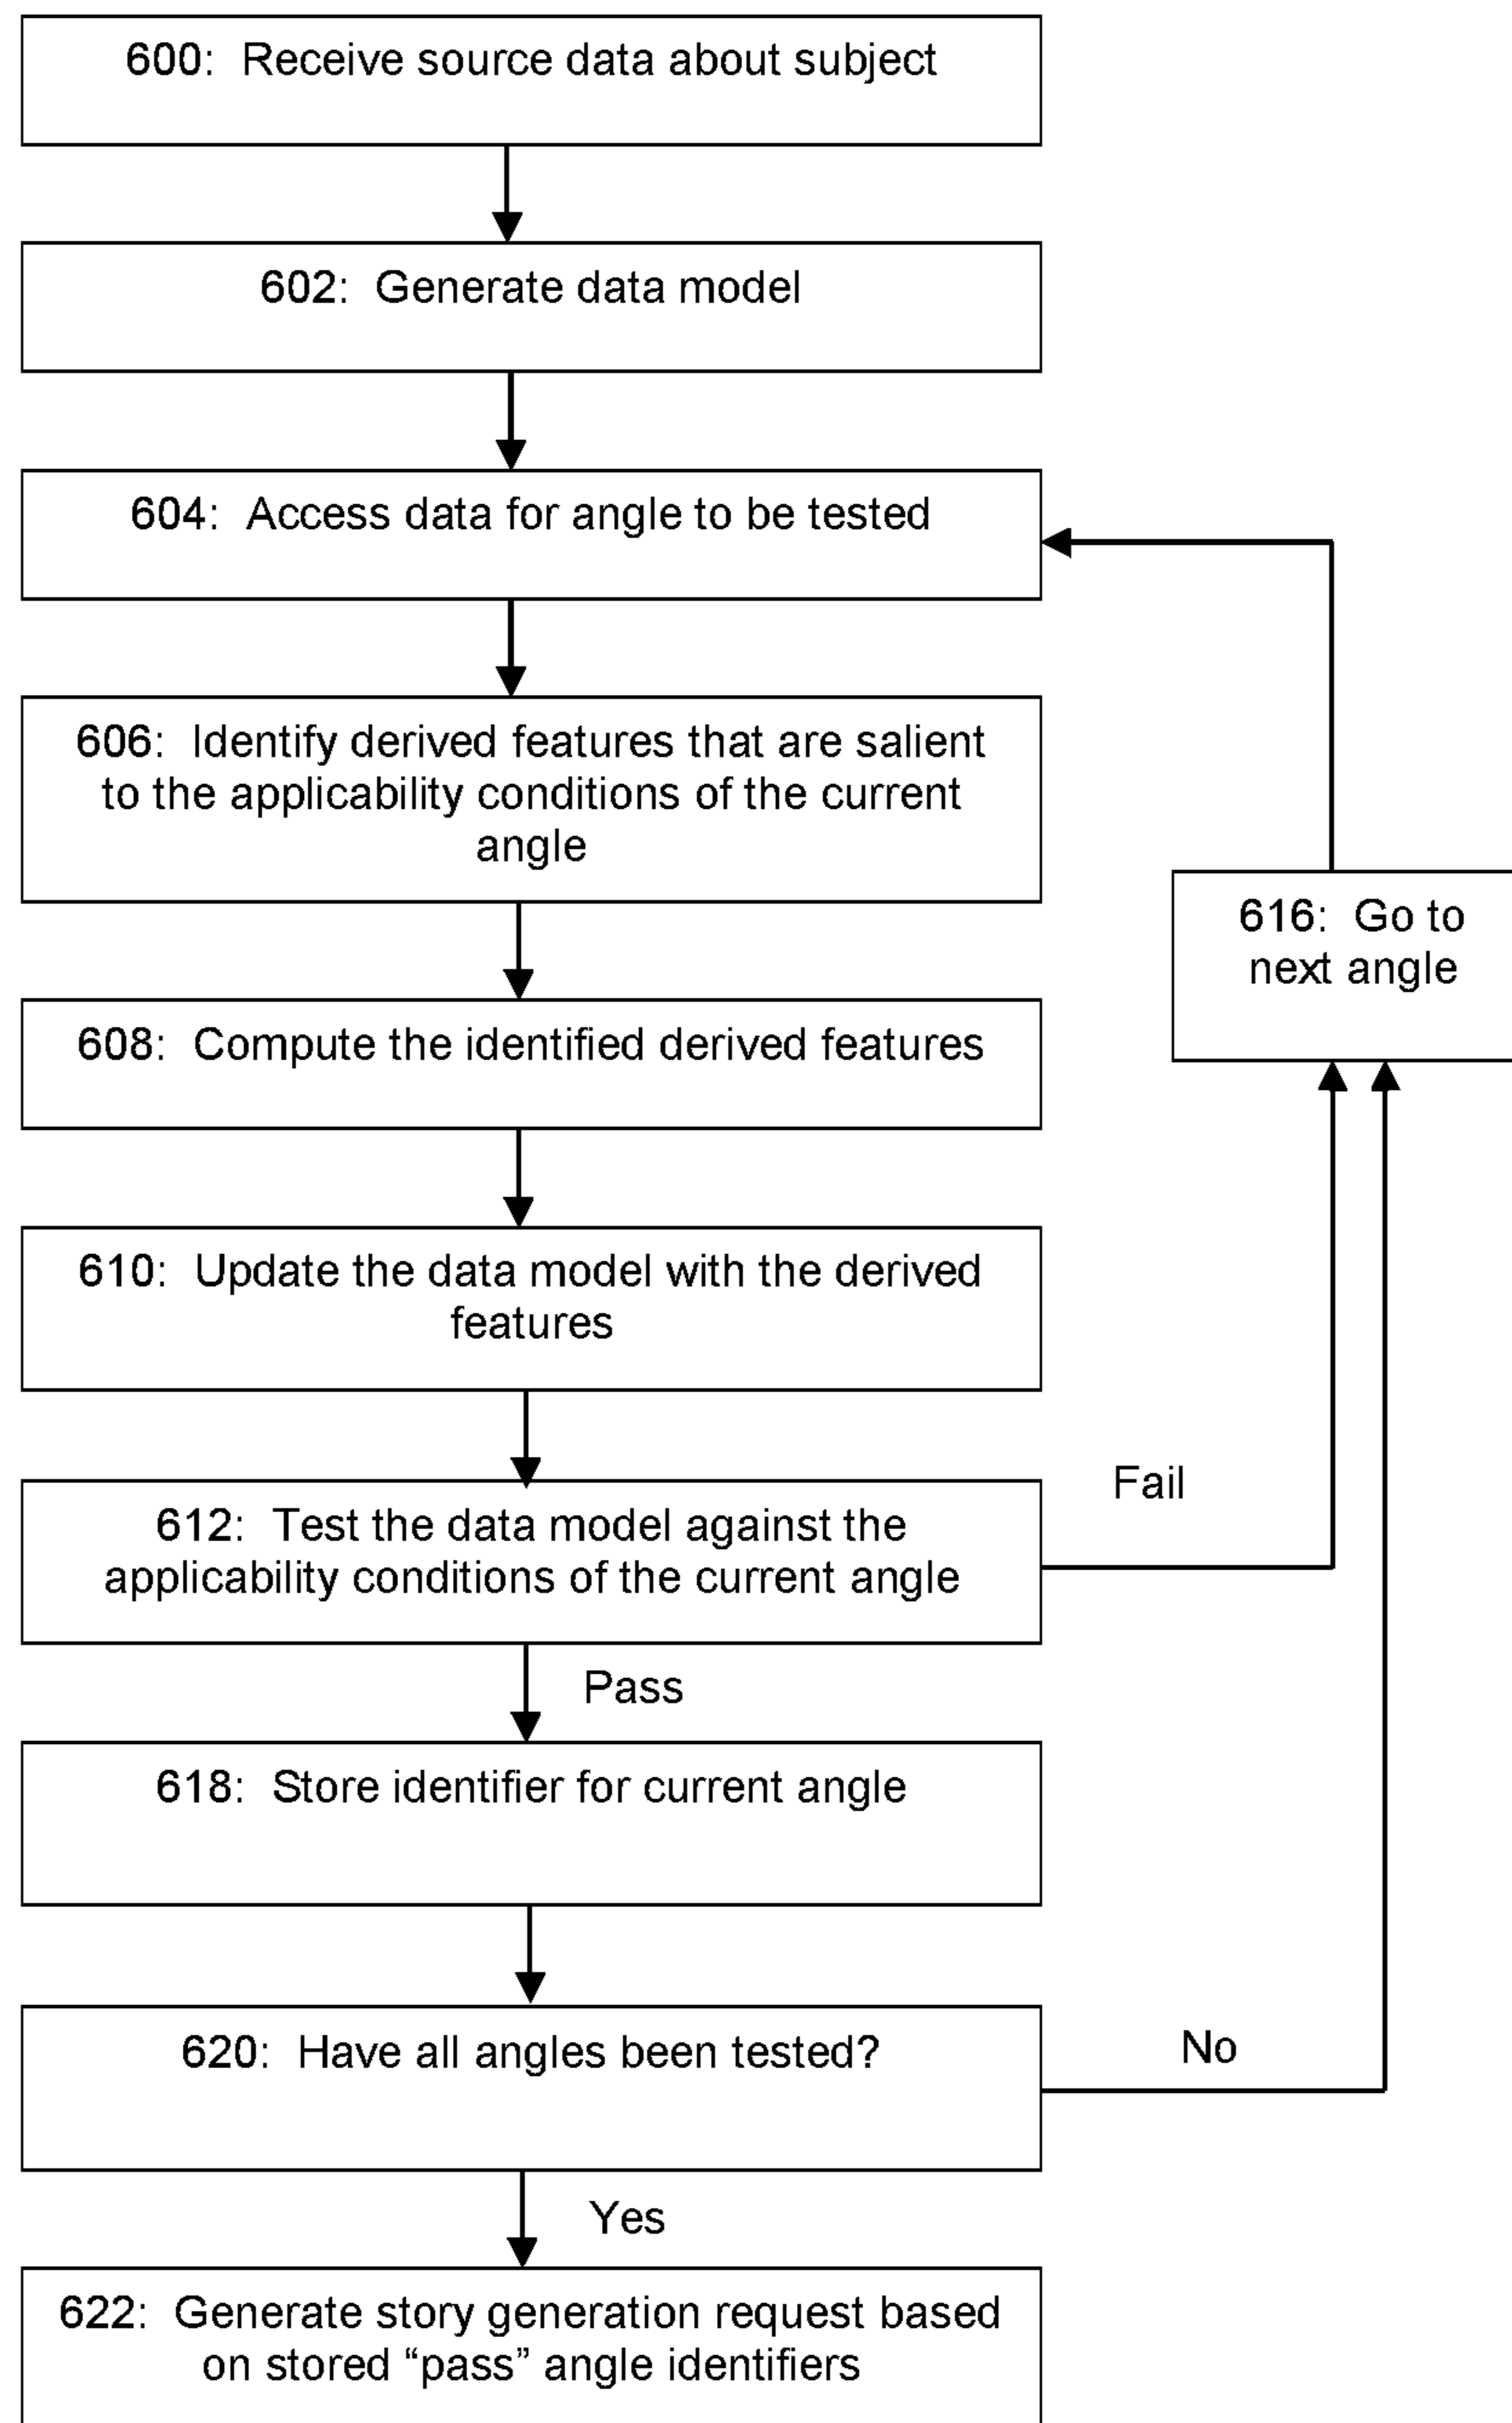 600: Receive source data about subject
602: Generate data model
604: Access data for angle to be tested
606: Identify derived features that are salient
to the applicability conditions of the current
angle
616: Go to
next angle
608: Compute the identified derived features
610: Update the data model with the derived
features
Fail
612: Test the data model against the
applicability conditions of the current angle
Pass
618: Store identifier for current angle
620: Have all angles been tested?
No
Yes
622: Generate story generation request based
on stored “pass” angle identifiers